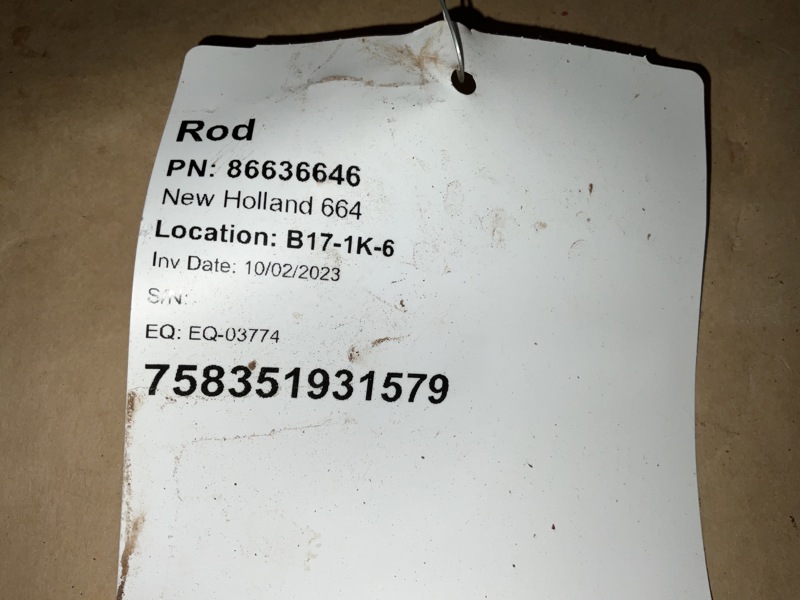 Rod
PN: 86636646
New Holland 664
Location: B17-1K-6
Inv Date: 10/02/2023
S/N:
EQ: EQ-03774
758351931579